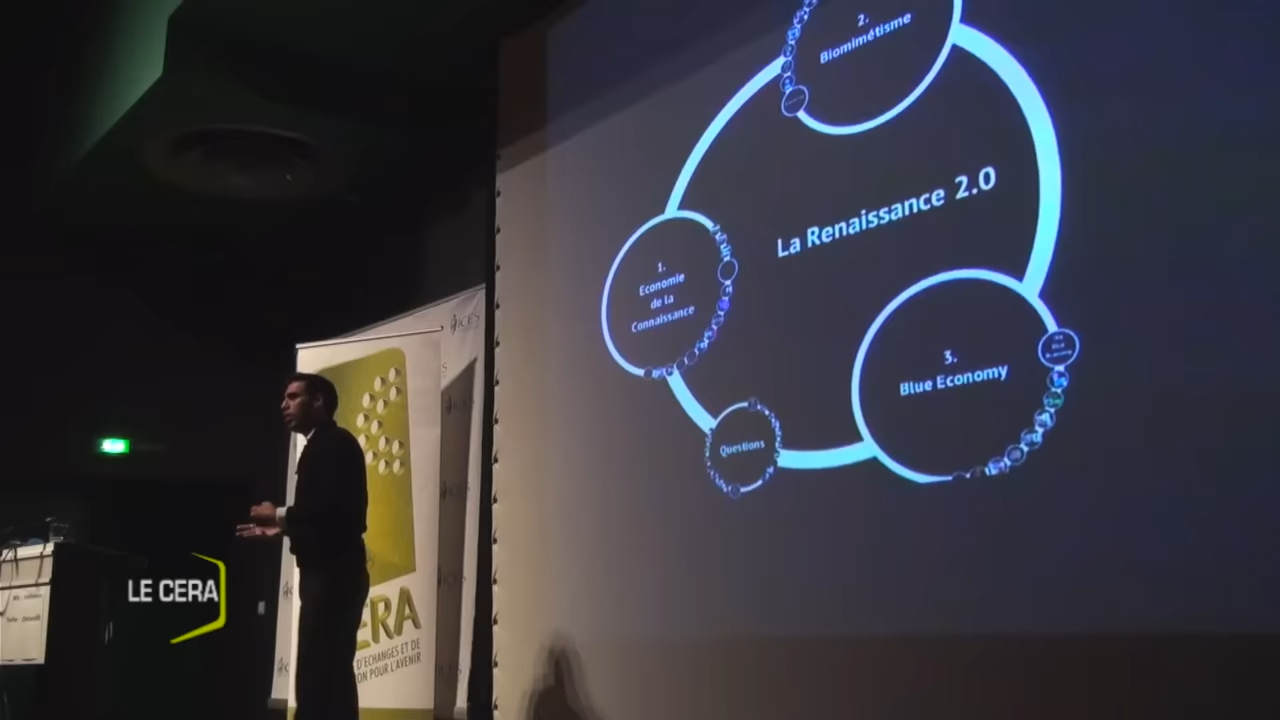 2.
Biomimétisme
La Renaissance 2.0
1.
Economie
de la
Connaissance
3.
Blue Economy
Questions
ICES
LE CERA
ERA
D'ECHANGES ET DE
ON POUR L'AVENIR